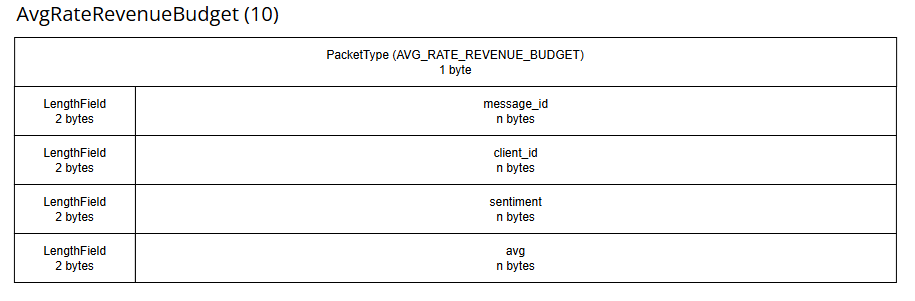 AvgRateRevenueBudget (10)
PacketType (AVG_RATE_REVENUE_BUDGET)
1 byte
LengthField
2 bytes
message_id
n bytes
LengthField
2 bytes
client_id
n bytes
LengthField
2 bytes
sentiment
n bytes
LengthField
2 bytes
avg
n bytes